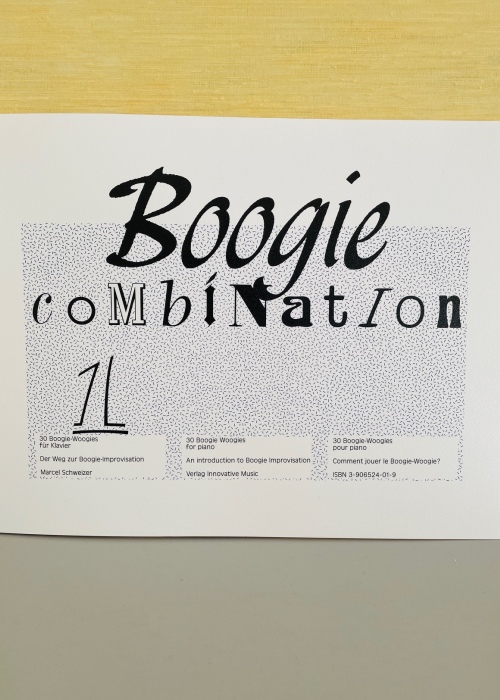 Boogie
coMbiNatIon
1
30 Boogie-Woogies
für Klavier
Der Weg zur Boogie-Improvisation
Marcel Schweizer
30 Boogie Woogies
for piano
An introduction to Boogie Improvisation
Verlag Innovative Music
30 Boogie-Woogies
pour piano
Comment jouer le Boogie-Woogie?
ISBN 3-906524-01-9